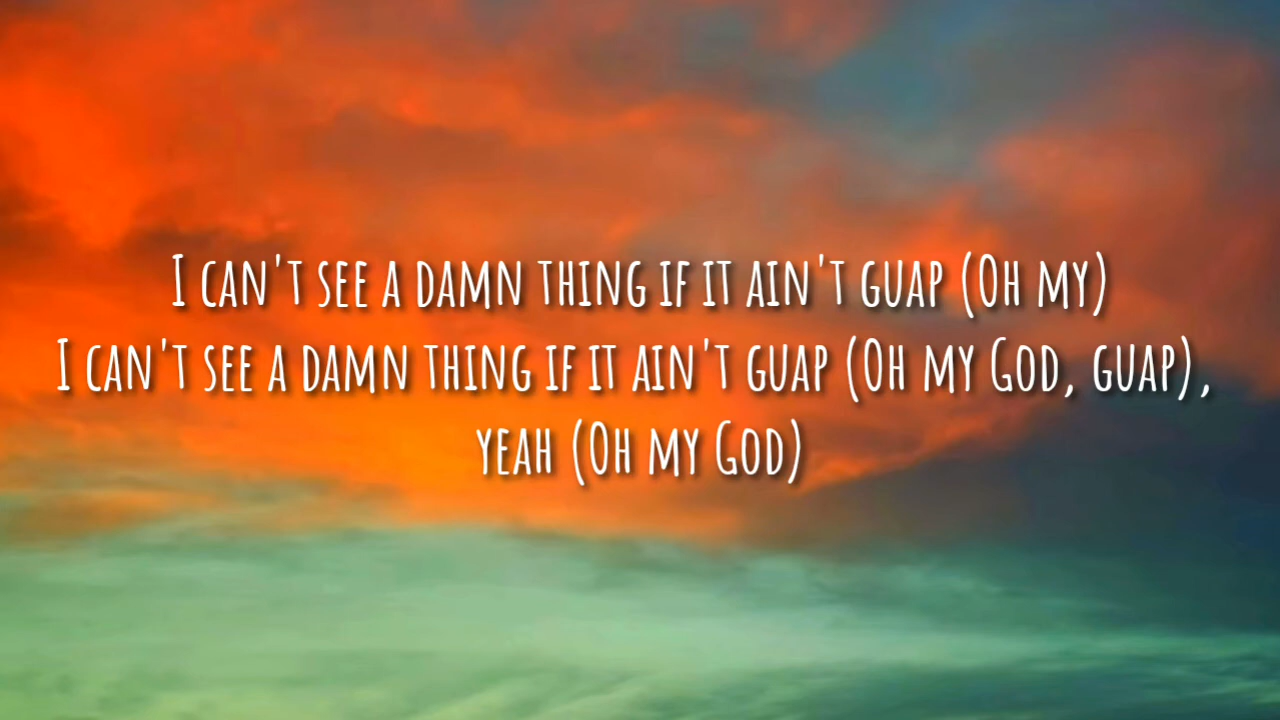 I can't see a damn thing if it ain't guap (Oh my)
I can't see a damn thing if it ain't guap (Oh my God, guap),
yeah (Oh my God)